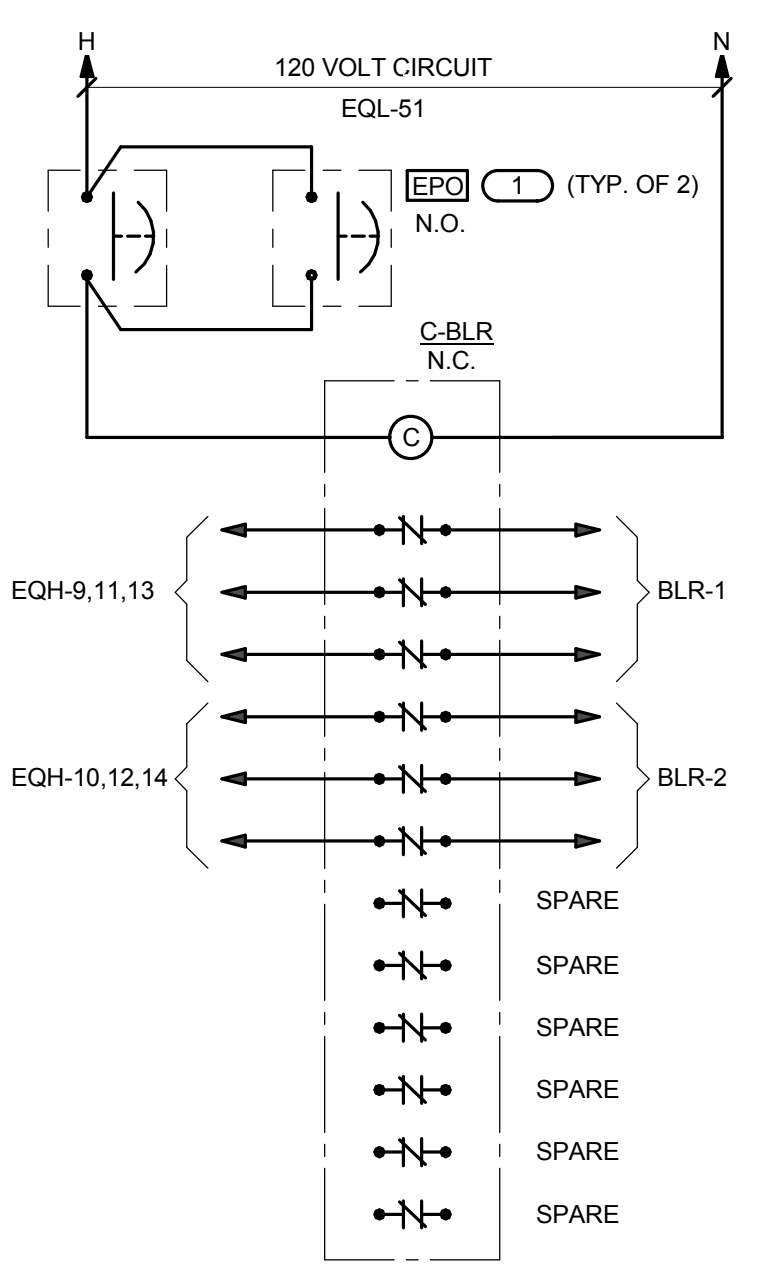 H
N
120 VOLT CIRCUIT
EQL-51
EPO 1 (TYP. OF 2)
N.O.
C-BLR
N.C.
C
EQH-9,11,13
BLR-1
EQH-10,12,14
BLR-2
SPARE
SPARE
SPARE
SPARE
SPARE
SPARE